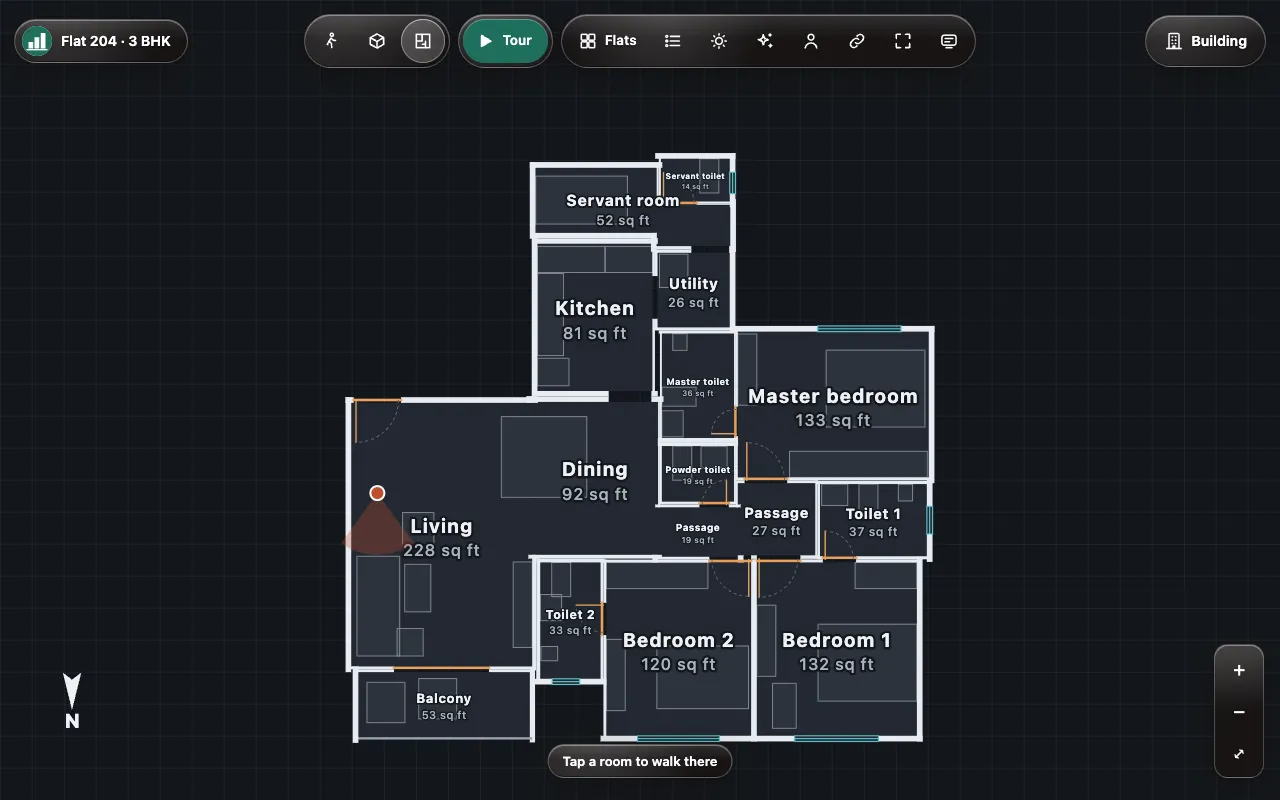 Flat 204 · 3 BHK
Tour
Flats
Building
Servant toilet
14 sq ft
Servant room
52 sq ft
Utility
26 sq ft
Kitchen
81 sq ft
Master toilet
36 sq ft
Master bedroom
133 sq ft
Dining
92 sq ft
Powder toilet
19 sq ft
Living
228 sq ft
Passage
19 sq ft
Passage
27 sq ft
Toilet 1
37 sq ft
Toilet 2
33 sq ft
Bedroom 2
120 sq ft
Bedroom 1
132 sq ft
Balcony
53 sq ft
N
Tap a room to walk there